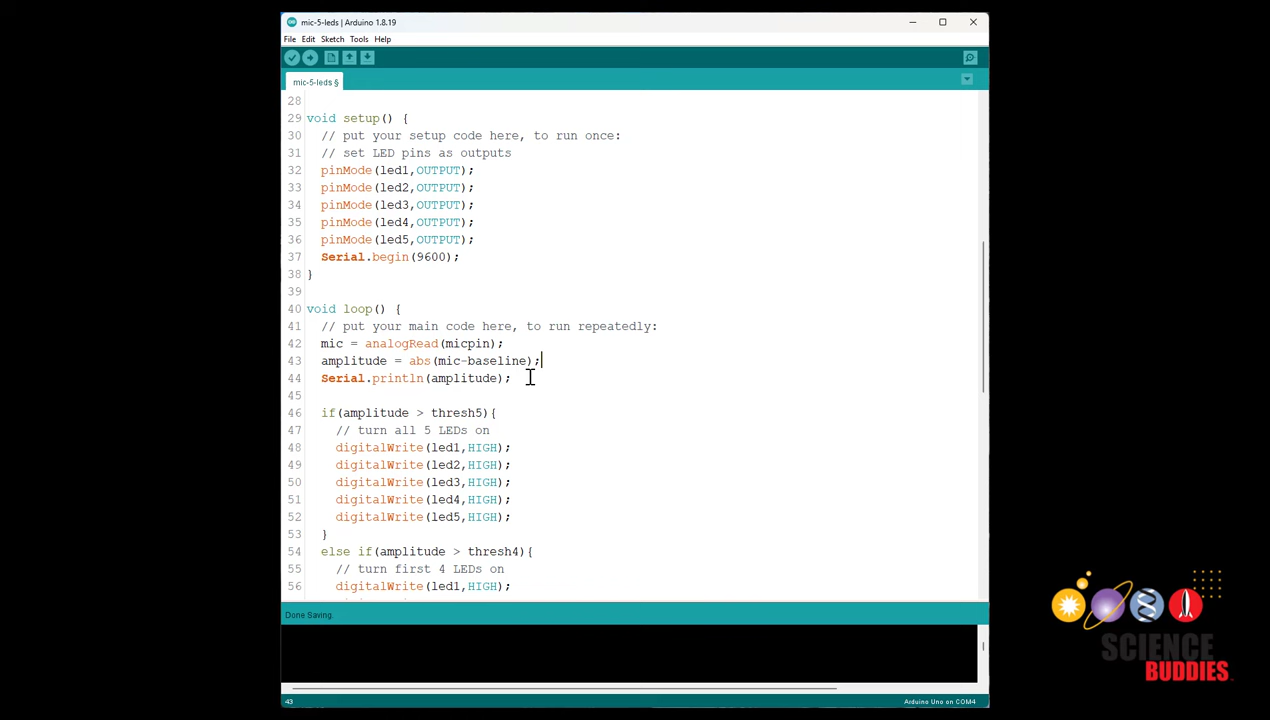 mic-5-leds | Arduino 1.8.19
File Edit Sketch Tools Help
mic-5-leds §
28
29 void setup() {
30 // put your setup code here, to run once:
31 // set LED pins as outputs
32 pinMode(led1,OUTPUT);
33 pinMode(led2,OUTPUT);
34 pinMode(led3,OUTPUT);
35 pinMode(led4,OUTPUT);
36 pinMode(led5,OUTPUT);
37 Serial.begin(9600);
38 }
39
40 void loop() {
41 // put your main code here, to run repeatedly:
42 mic = analogRead(micpin);
43 amplitude = abs(mic-baseline);
44 Serial.println(amplitude);
45
46 if(amplitude > thresh5){
47 // turn all 5 LEDs on
48 digitalWrite(led1,HIGH);
49 digitalWrite(led2,HIGH);
50 digitalWrite(led3,HIGH);
51 digitalWrite(led4,HIGH);
52 digitalWrite(led5,HIGH);
53 }
54 else if(amplitude > thresh4){
55 // turn first 4 LEDs on
56 digitalWrite(led1,HIGH);
Done Saving.
43 Arduino Uno on COM4
SCIENCE
BUDDIES